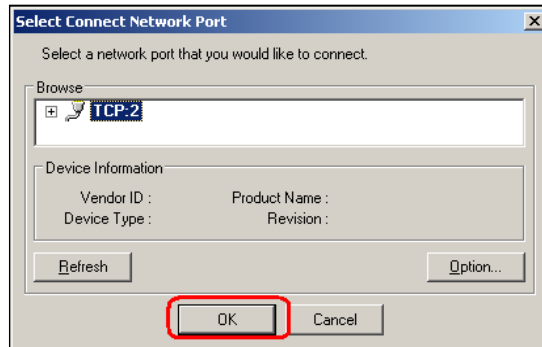 Select Connect Network Port
Select a network port that you would like to connect.
Browse
TCP:2
Device Information
Vendor ID : Product Name :
Device Type : Revision :
Refresh Option...
OK Cancel